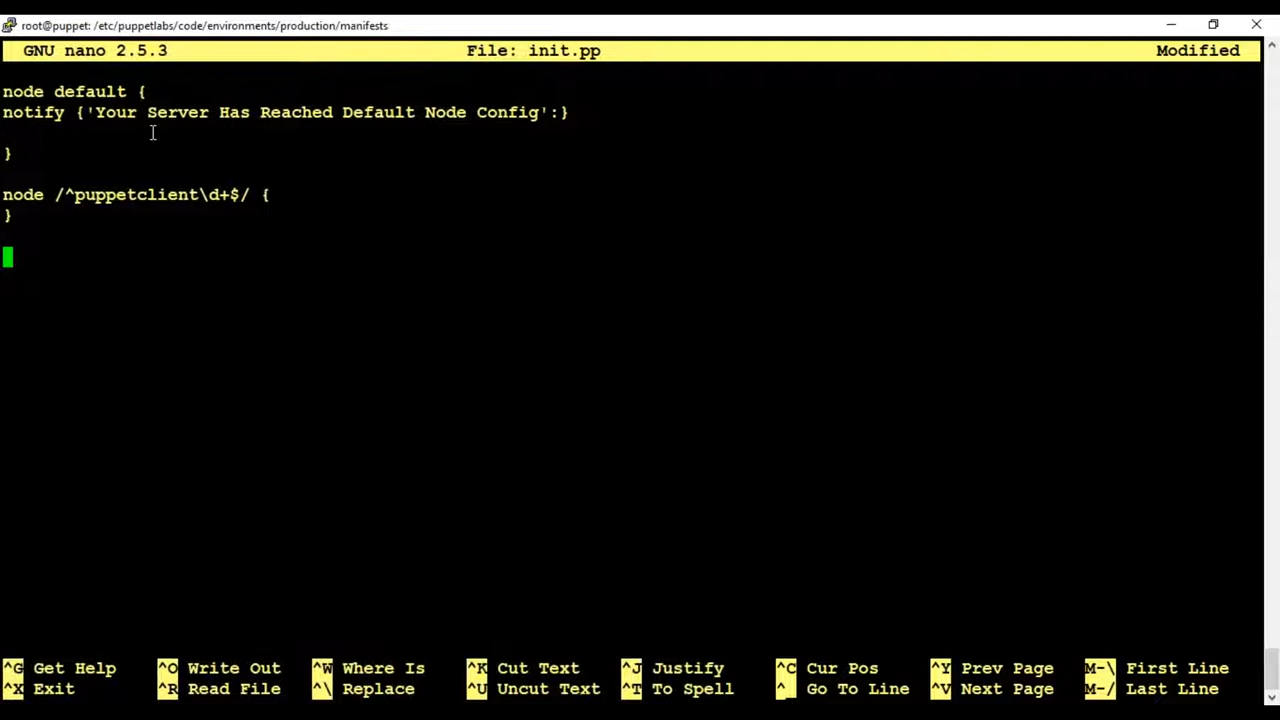 root@puppet: /etc/puppetlabs/code/environments/production/manifests
GNU nano 2.5.3 File: init.pp Modified
node default {
notify {'Your Server Has Reached Default Node Config':}
}
node /^puppetclient\d+$/ {
}
^G Get Help ^O Write Out ^W Where Is ^K Cut Text ^J Justify ^C Cur Pos ^Y Prev Page M-\ First Line
^X Exit ^R Read File ^\ Replace ^U Uncut Text ^T To Spell ^_ Go To Line ^V Next Page M-/ Last Line